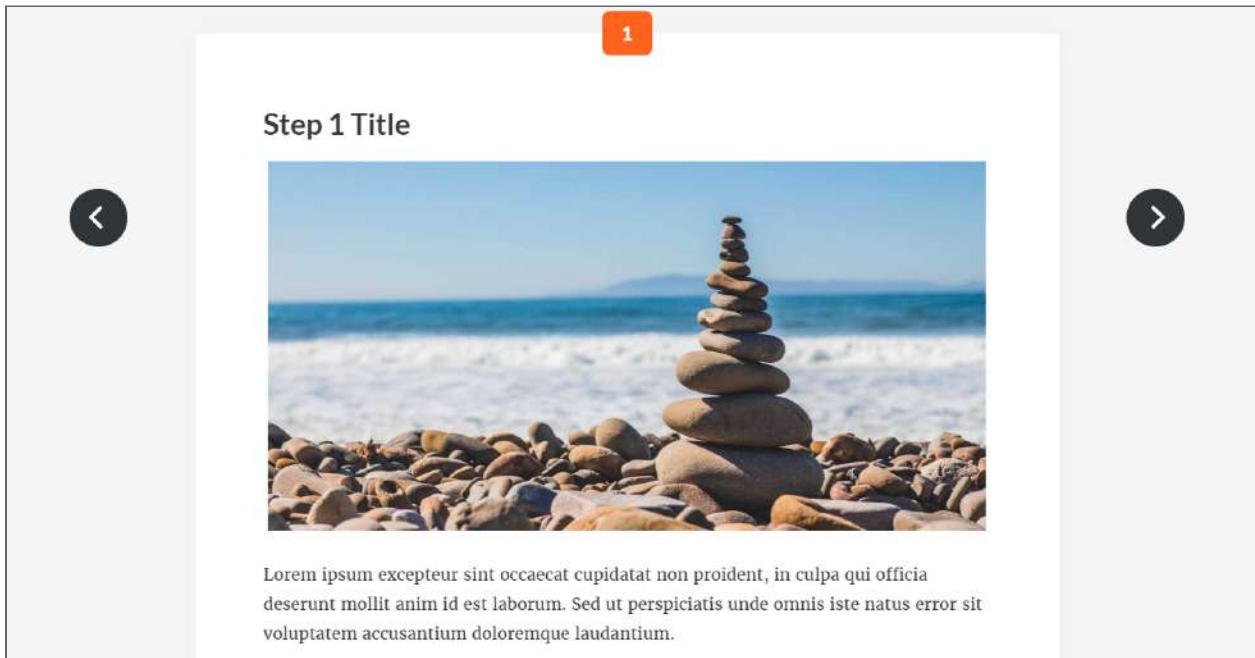 1
Step 1 Title
Lorem ipsum excepteur sint occaecat cupidatat non proident, in culpa qui officia
deserunt mollit anim id est laborum. Sed ut perspiciatis unde omnis iste natus error sit
voluptatem accusantium doloremque laudantium.